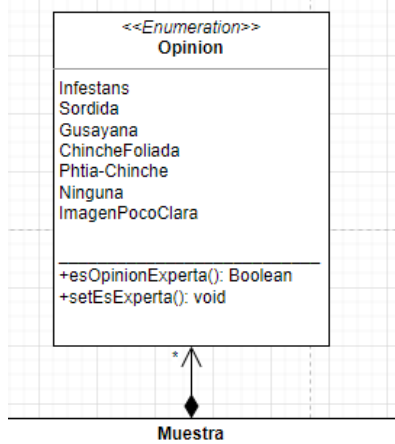 <<Enumeration>>
Opinion
Infestans
Sordida
Gusayana
ChincheFoliada
Phtia-Chinche
Ninguna
ImagenPocoClara
+esOpinionExperta(): Boolean
+setEsExperta(): void
*
Muestra